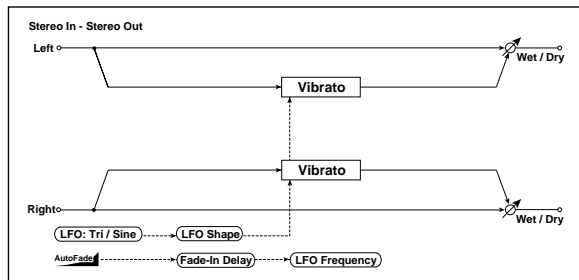 Stereo In - Stereo Out
Left
Wet / Dry
Vibrato
Vibrato
Right
Wet / Dry
LFO: Tri / Sine
LFO Shape
AutoFade
Fade-In Delay
LFO Frequency